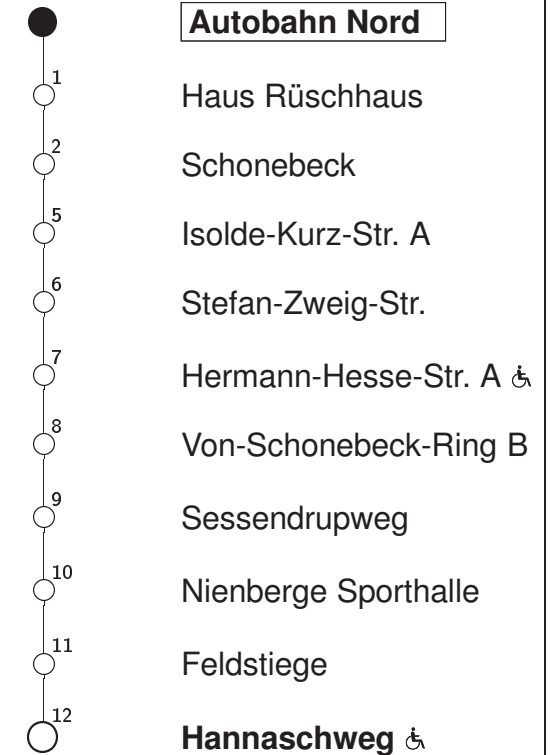 Autobahn Nord
1 Haus Rüschhaus
2 Schonebeck
5 Isolde-Kurz-Str. A
6 Stefan-Zweig-Str.
7 Hermann-Hesse-Str. A
8 Von-Schonebeck-Ring B
9 Sessendrupweg
10 Nienberge Sporthalle
11 Feldstiege
12 Hannaschweg